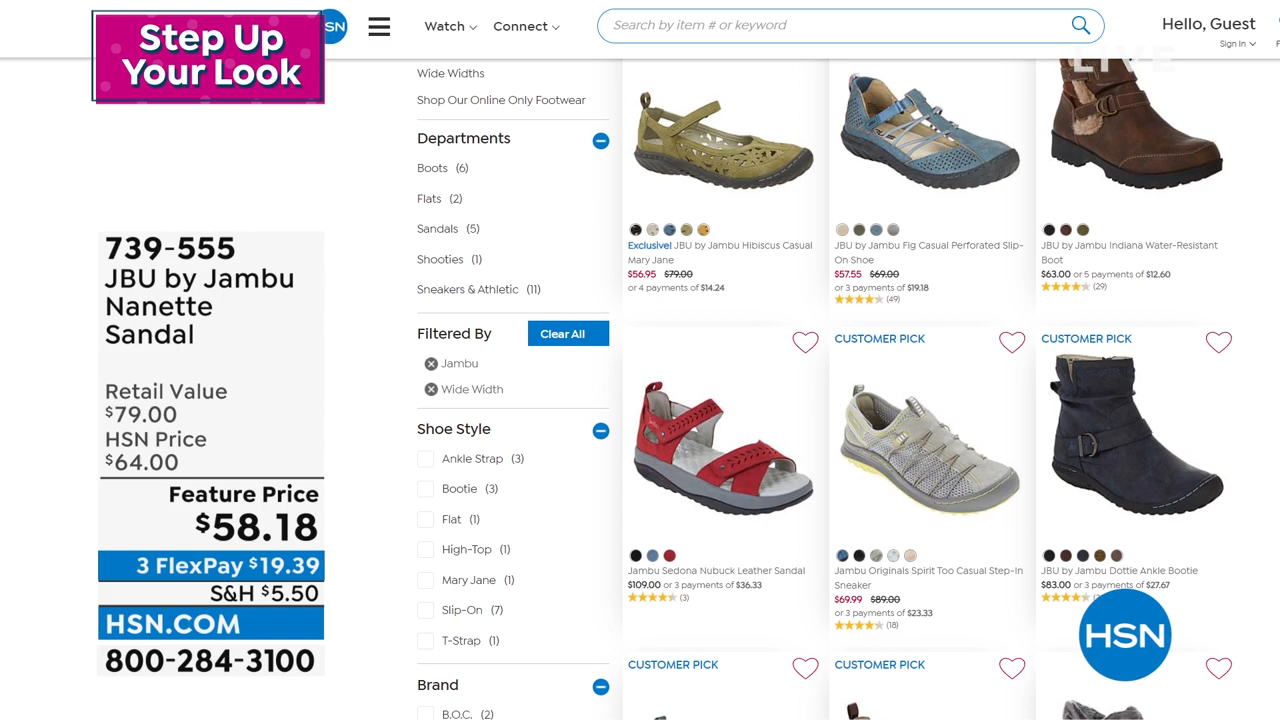 Step Up
Your Look
SN
Watch
Connect
Search by item # or keyword
Hello, Guest
Sign In
LIVE
739-555
JBU by Jambu
Nanette
Sandal
Retail Value
$79.00
HSN Price
$64.00
Feature Price
$58.18
3 FlexPay $19.39
S&H $5.50
HSN.COM
800-284-3100
Wide Widths
Shop Our Online Only Footwear
Departments
Boots (6)
Flats (2)
Sandals (5)
Shooties (1)
Sneakers & Athletic (11)
Filtered By
Clear All
Jambu
Wide Width
Shoe Style
Ankle Strap (3)
Bootie (3)
Flat (1)
High-Top (1)
Mary Jane (1)
Slip-On (7)
T-Strap (1)
Brand
B.O.C. (2)
Exclusive! JBU by Jambu Hibiscus Casual
Mary Jane
$56.95 $79.00
or 4 payments of $14.24
JBU by Jambu Fig Casual Perforated Slip-
On Shoe
$57.55 $69.00
or 3 payments of $19.18
(49)
JBU by Jambu Indiana Water-Resistant
Boot
$63.00 or 5 payments of $12.60
(29)
Jambu Sedona Nubuck Leather Sandal
$109.00 or 3 payments of $36.33
(3)
CUSTOMER PICK
Jambu Originals Spirit Too Casual Step-In
Sneaker
$69.99 $89.00
or 3 payments of $23.33
(18)
CUSTOMER PICK
JBU by Jambu Dottie Ankle Bootie
$83.00 or 3 payments of $27.67
HSN
CUSTOMER PICK
CUSTOMER PICK